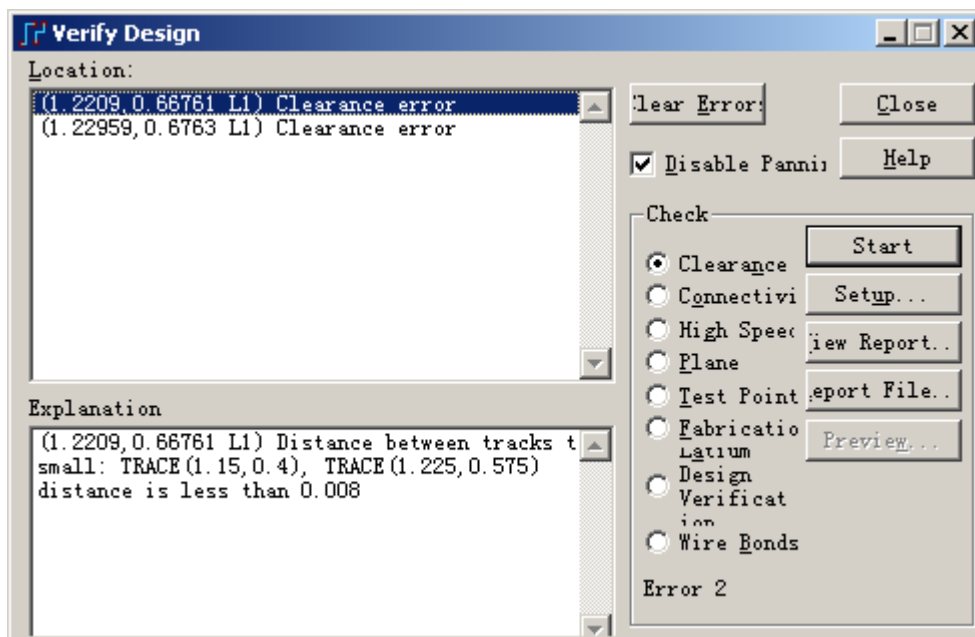 Verify Design
Location:
(1.2209,0.66761 L1) Clearance error
(1.22959,0.6763 L1) Clearance error
lear Error
Close
Disable Pannin
Help
Check
Clearance
Start
Connectivi
Setup...
High Speed
iew Report..
Plane
Test Point
eport File..
Fabricatio
Latium
Preview...
Design
Verificat
ion
Wire Bonds
Error 2
Explanation
(1.2209,0.66761 L1) Distance between tracks t
small: TRACE(1.15,0.4), TRACE(1.225,0.575)
distance is less than 0.008